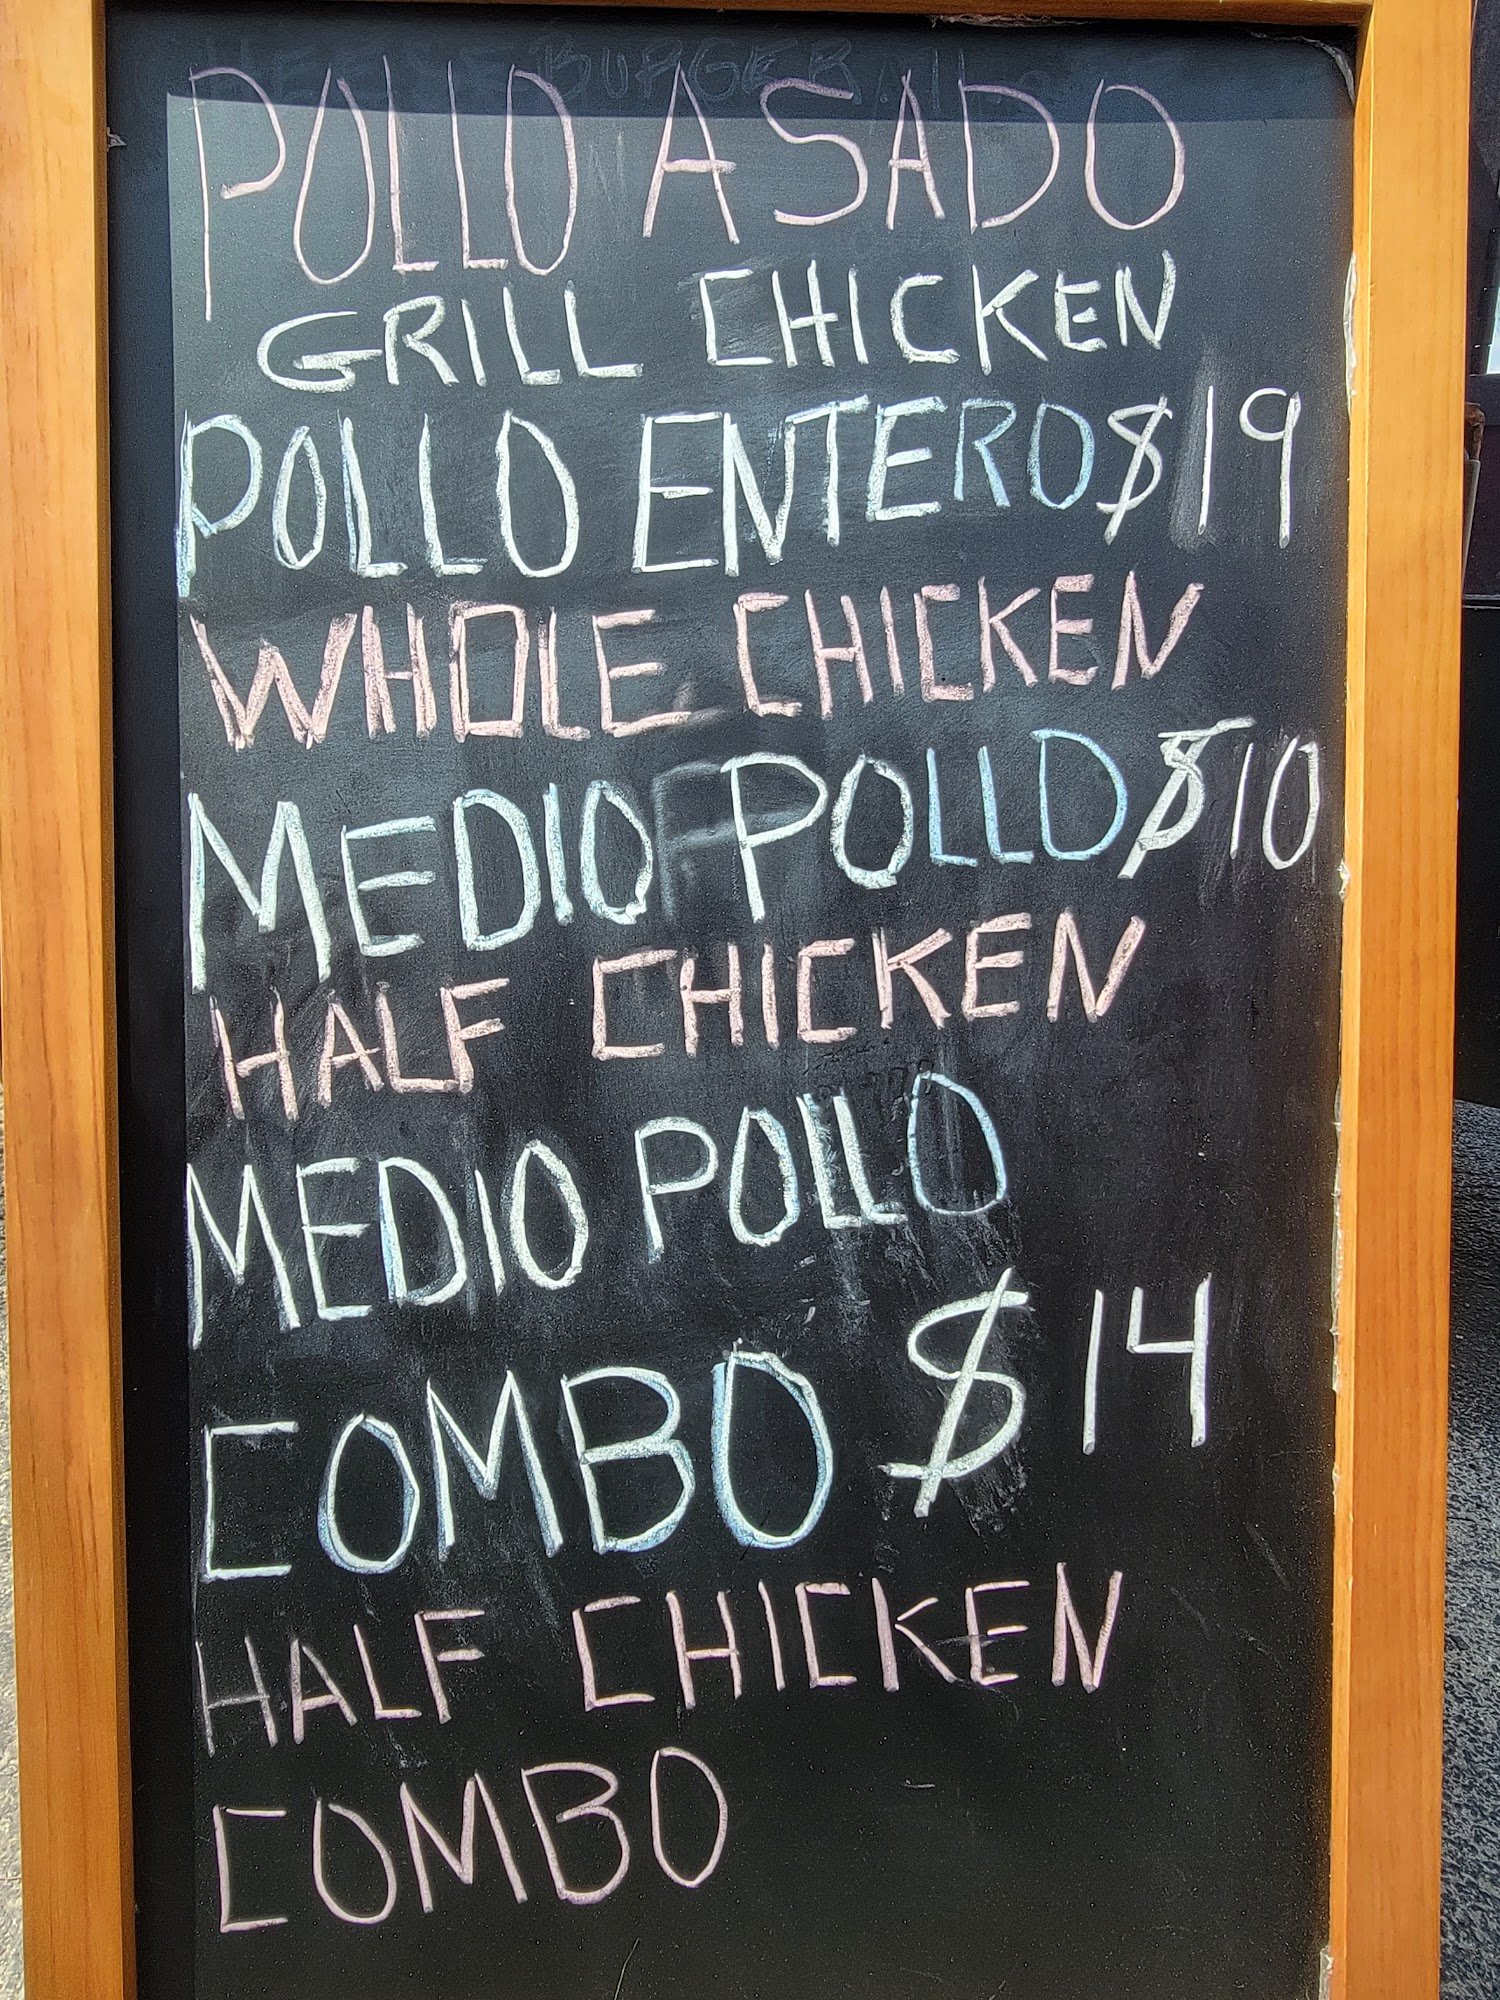 POLLO ASADO
GRILL CHICKEN
POLLO ENTERO $19
WHOLE CHICKEN
MEDIO POLLO $10
HALF CHICKEN
MEDIO POLLO
COMBO $14
HALF CHICKEN
COMBO